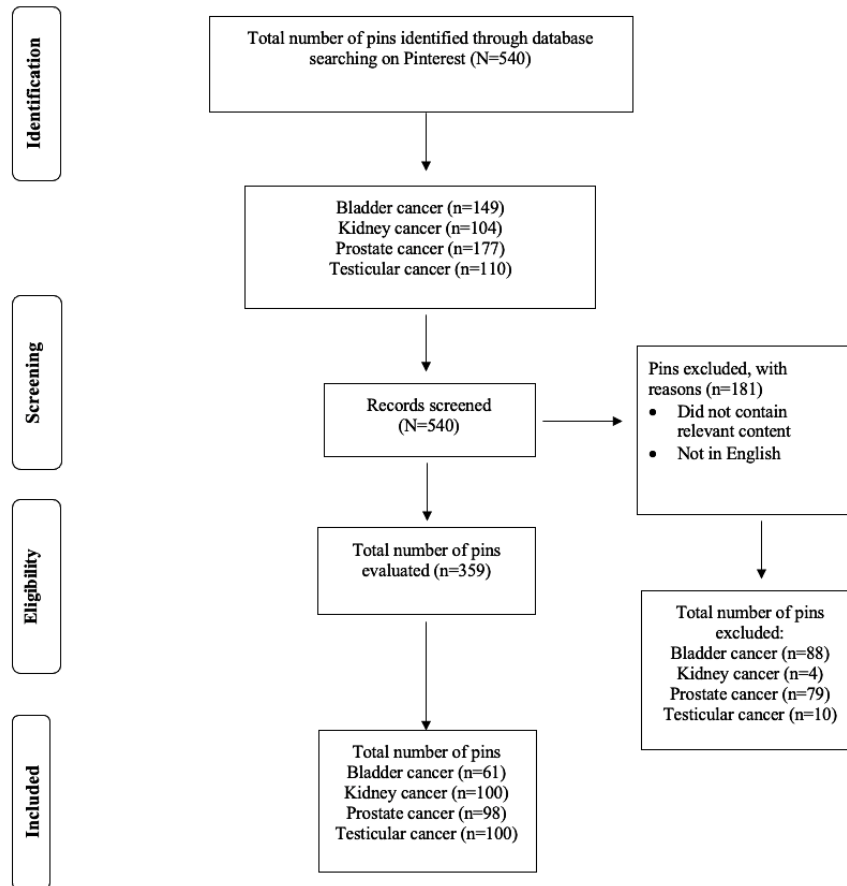 Identification
Total number of pins identified through database
searching on Pinterest (N=540)
Bladder cancer (n=149)
Kidney cancer (n=104)
Prostate cancer (n=177)
Testicular cancer (n=110)
Screening
Records screened
(N=540)
Pins excluded, with
reasons (n=181)
• Did not contain
relevant content
• Not in English
Eligibility
Total number of pins
evaluated (n=359)
Total number of pins
excluded:
Bladder cancer (n=88)
Kidney cancer (n=4)
Prostate cancer (n=79)
Testicular cancer (n=10)
Included
Total number of pins
Bladder cancer (n=61)
Kidney cancer (n=100)
Prostate cancer (n=98)
Testicular cancer (n=100)